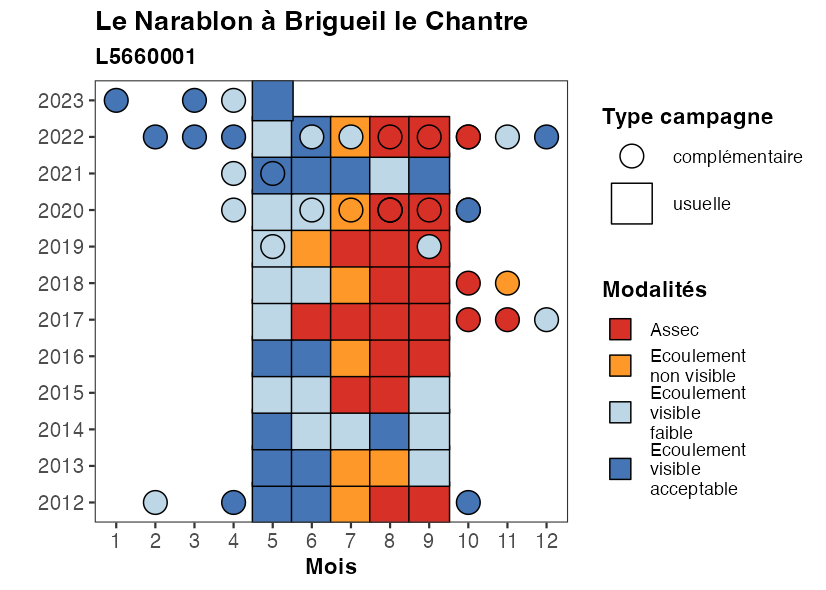 Le Narablon à Brigueil le Chantre
L5660001
2023
2022
2021
2020
2019
2018
2017
2016
2015
2014
2013
2012
1 2 3 4 5 6 7 8 9 10 11 12
Mois
Type campagne
complémentaire
usuelle
Modalités
Assec
Ecoulement
non visible
Ecoulement
visible
faible
Ecoulement
visible
acceptable